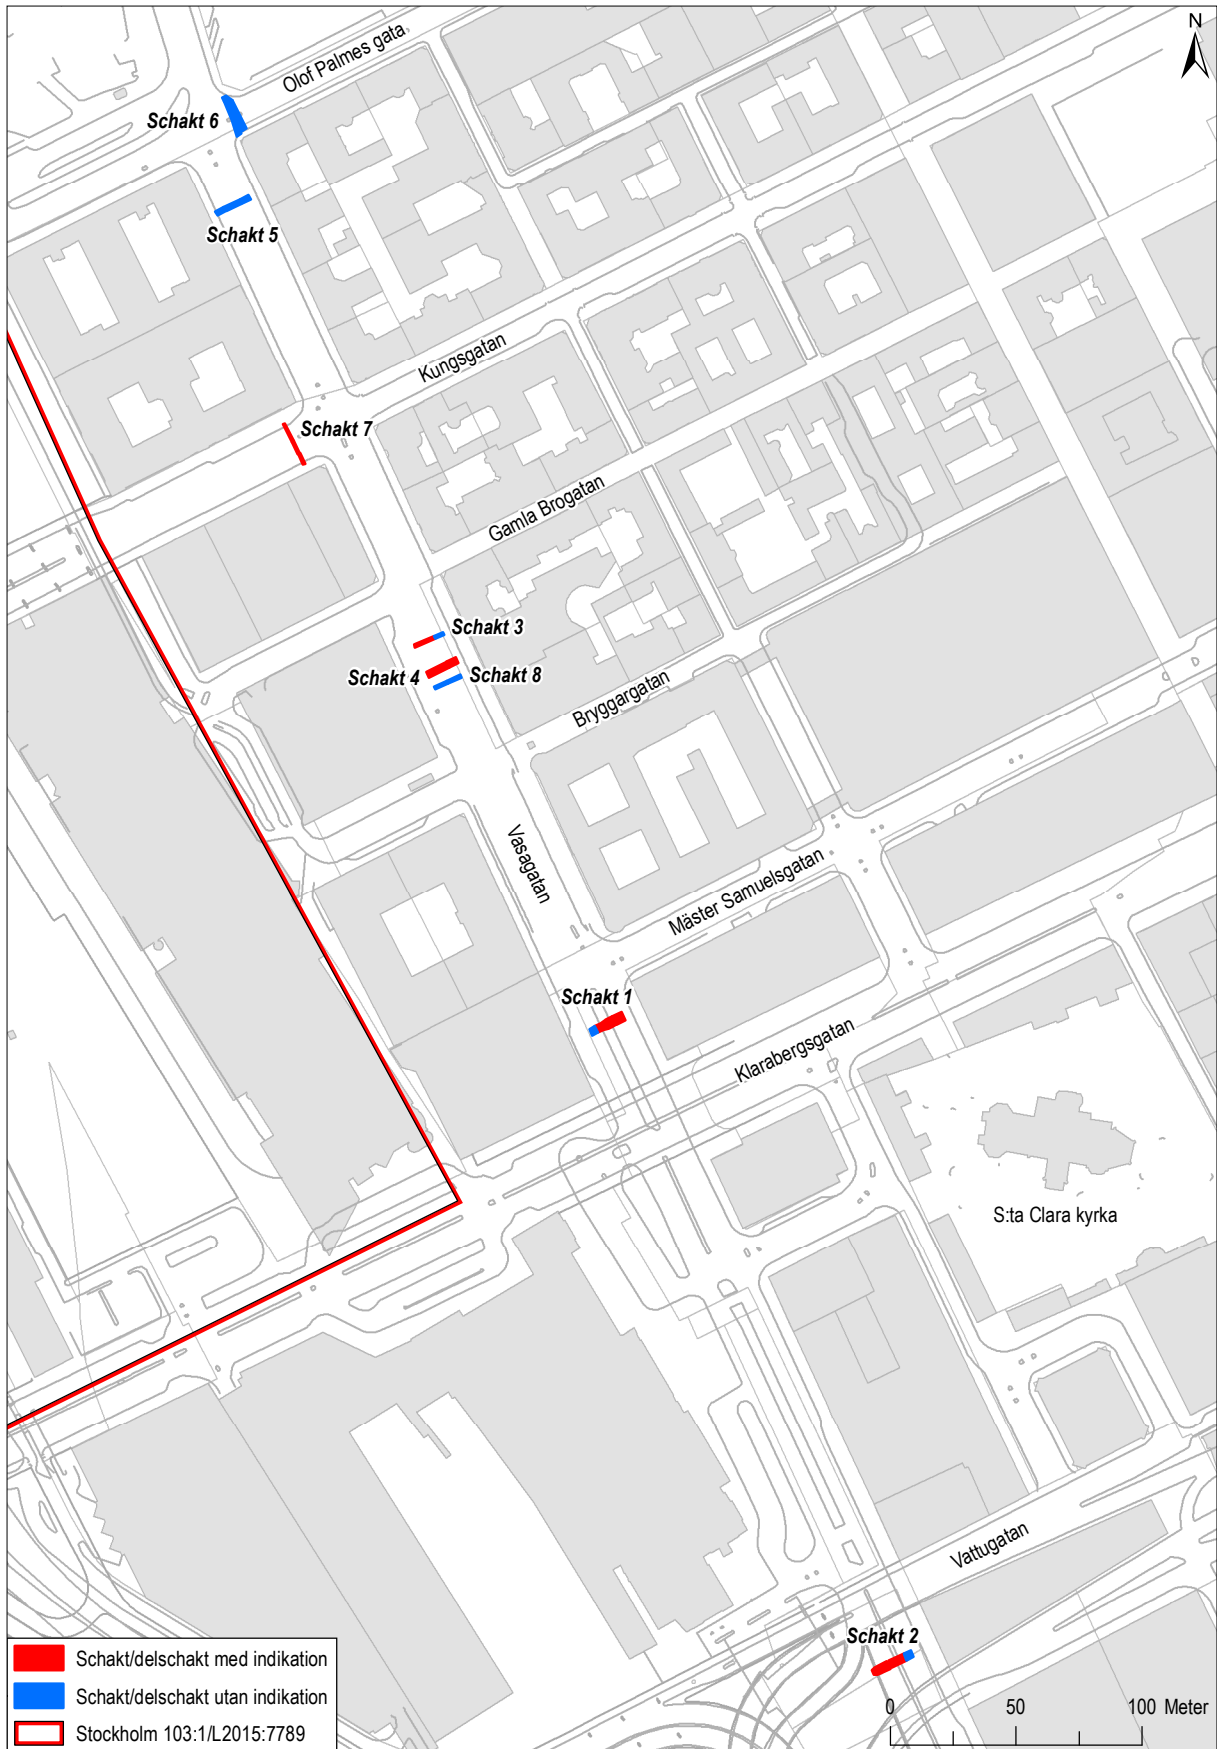 N
Olof Palmes gata
Schakt 6
Schakt 5
Kungsgatan
Schakt 7
Gamla Brogatan
Schakt 3
Schakt 4
Schakt 8
Bryggargatan
Vasagatan
Mäster Samuelsgatan
Schakt 1
Klarabergsgatan
S:ta Clara kyrka
Vattugatan
Schakt 2
Schakt/delschakt med indikation
Schakt/delschakt utan indikation
Stockholm 103:1/L2015:7789
0 50 100 Meter